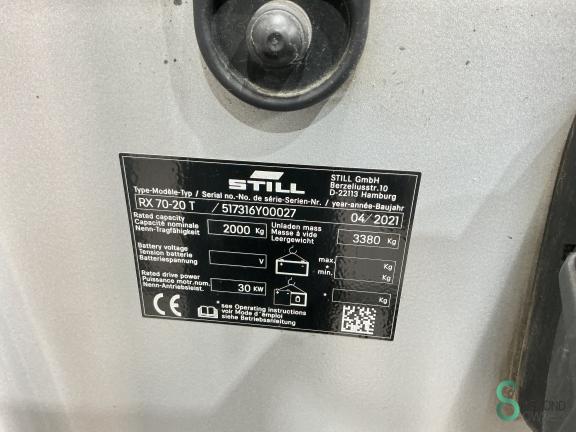 STILL
STILL GmbH
Berzeliusstr.10
D-22113 Hamburg
Type-Modèle-Typ / Serial no.-No. de série-Serien-Nr. / year-année-Baujahr
RX 70-20 T / 517316Y00027 04 / 2021
Rated capacity
Capacité nominale
Nenn-Tragfähigkeit
2000 Kg
Unladen mass
Masse à vide
Leergewicht
3380 Kg
Battery voltage
Tension batterie
Batteriespannung
V
max. Kg
* min. Kg
Rated drive power
Puissance motr.nom.
Nenn-Antriebsleist.
30 KW
* Kg
CE
* see Operating instructions
voir Mode d'émploi
siehe Betriebsanleitung